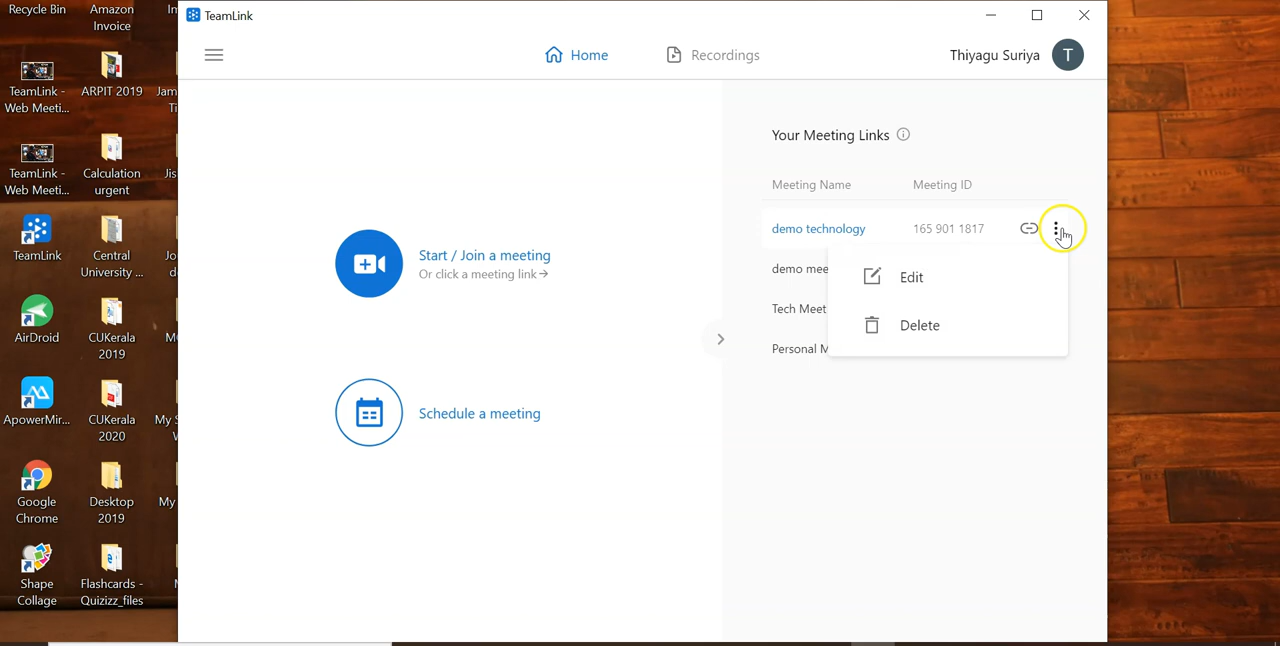 Recycle Bin
Amazon
Invoice
TeamLink -
Web Meeti...
ARPIT 2019
TeamLink -
Web Meeti...
Calculation
urgent
TeamLink
Central
University ...
AirDroid
CUKerala
2019
ApowerMir...
CUKerala
2020
Google
Chrome
Desktop
2019
Shape
Collage
Flashcards -
Quizizz_files
TeamLink
Home
Recordings
Thiyagu Suriya
T
Start / Join a meeting
Or click a meeting link→
Schedule a meeting
Your Meeting Links
Meeting Name
Meeting ID
demo technology
165 901 1817
demo mee
Tech Meet
Personal M
Edit
Delete